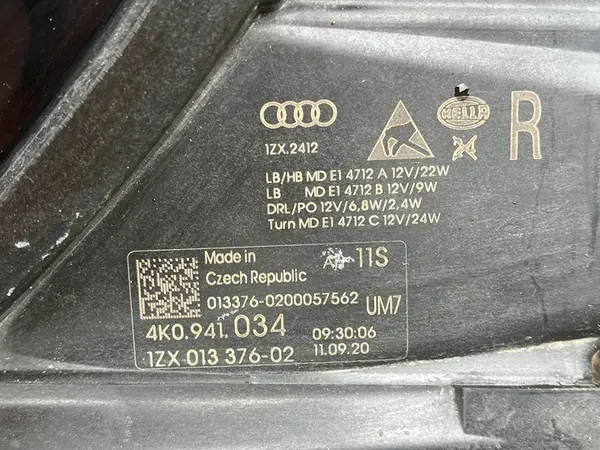 HELLA
R
1ZX.2412
LB/HB MD E1 4712 A 12V/22W
LB MD E1 4712 B 12V/9W
DRL/PO 12V/6,8W/2,4W
Turn MD E1 4712 C 12V/24W
Made in
Czech Republic
11S
013376-0200057562
UM7
4K0.941.034
09:30:06
1ZX 013 376-02
11.09.20